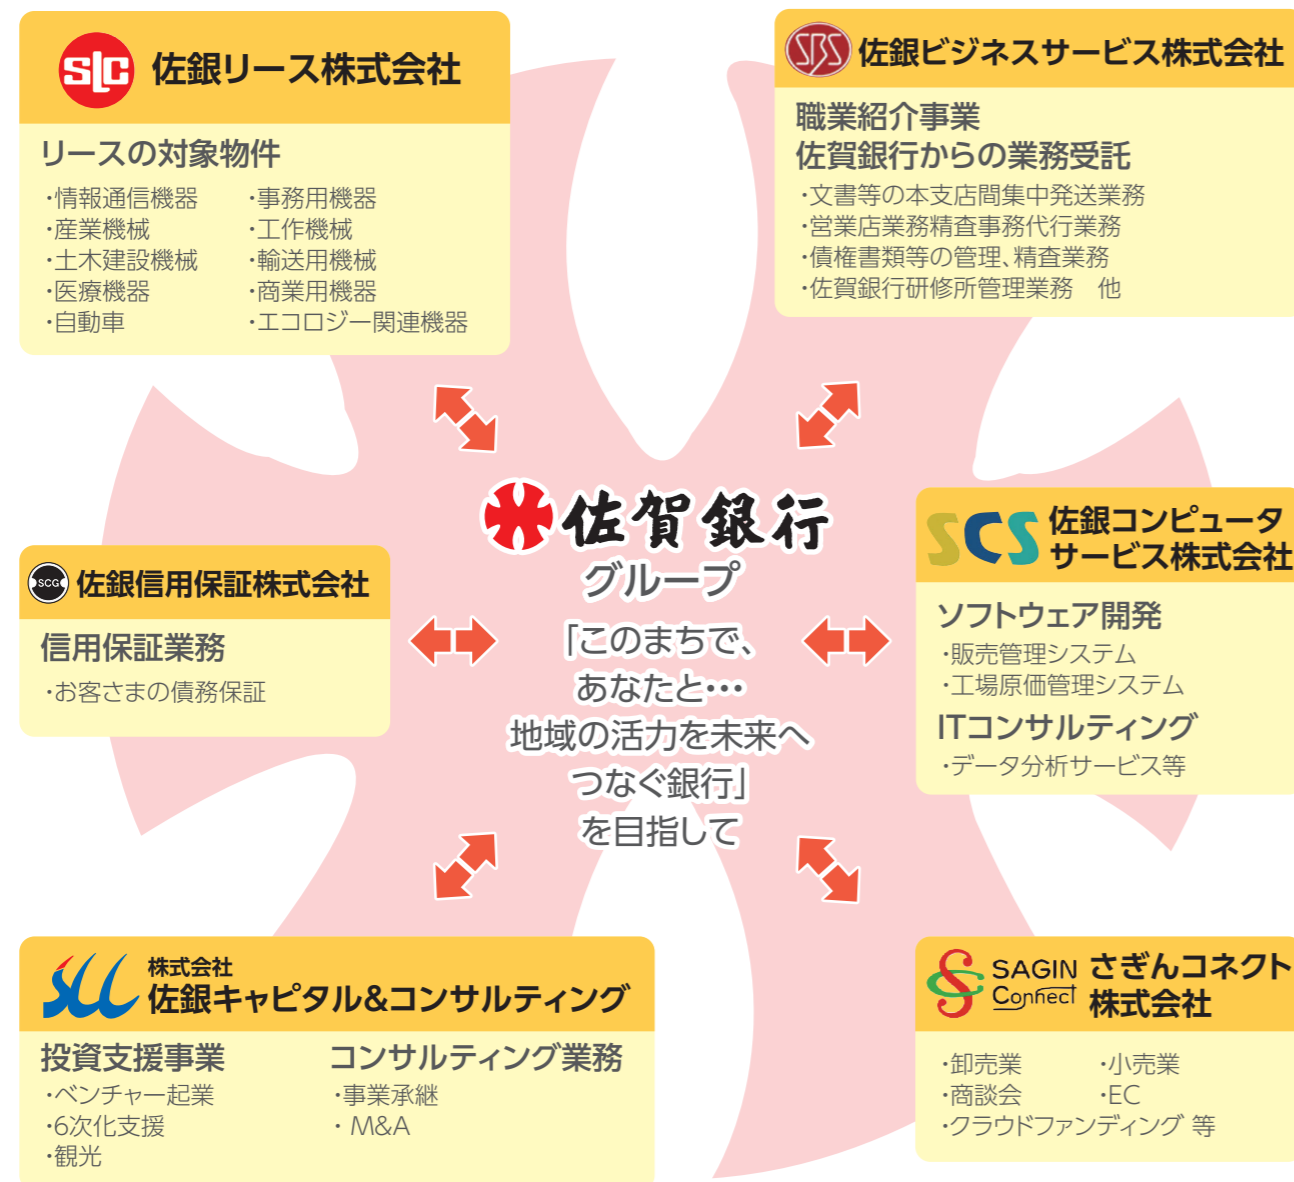 SLC 佐銀リース株式会社
リースの対象物件
・情報通信機器 ・事務用機器
・産業機械 ・工作機械
・土木建設機械 ・輸送用機械
・医療機器 ・商業用機器
・自動車 ・エコロジー関連機器
SBS 佐銀ビジネスサービス株式会社
職業紹介事業
佐賀銀行からの業務受託
・文書等の本支店間集中発送業務
・営業店業務精査事務代行業務
・債権書類等の管理、精査業務
・佐賀銀行研修所管理業務 他
佐賀銀行
グループ
「このまちで、
あなたと…
地域の活力を未来へ
つなぐ銀行」
を目指して
SCG 佐銀信用保証株式会社
信用保証業務
・お客さまの債務保証
SCS 佐銀コンピュータ
サービス株式会社
ソフトウェア開発
・販売管理システム
・工場原価管理システム
ITコンサルティング
・データ分析サービス等
SCC 株式会社
佐銀キャピタル&コンサルティング
投資支援事業 コンサルティング業務
・ベンチャー起業 ・事業承継
・6次化支援 ・M&A
・観光
SAGIN さぎんコネクト
Connect 株式会社
・卸売業 ・小売業
・商談会 ・EC
・クラウドファンディング 等